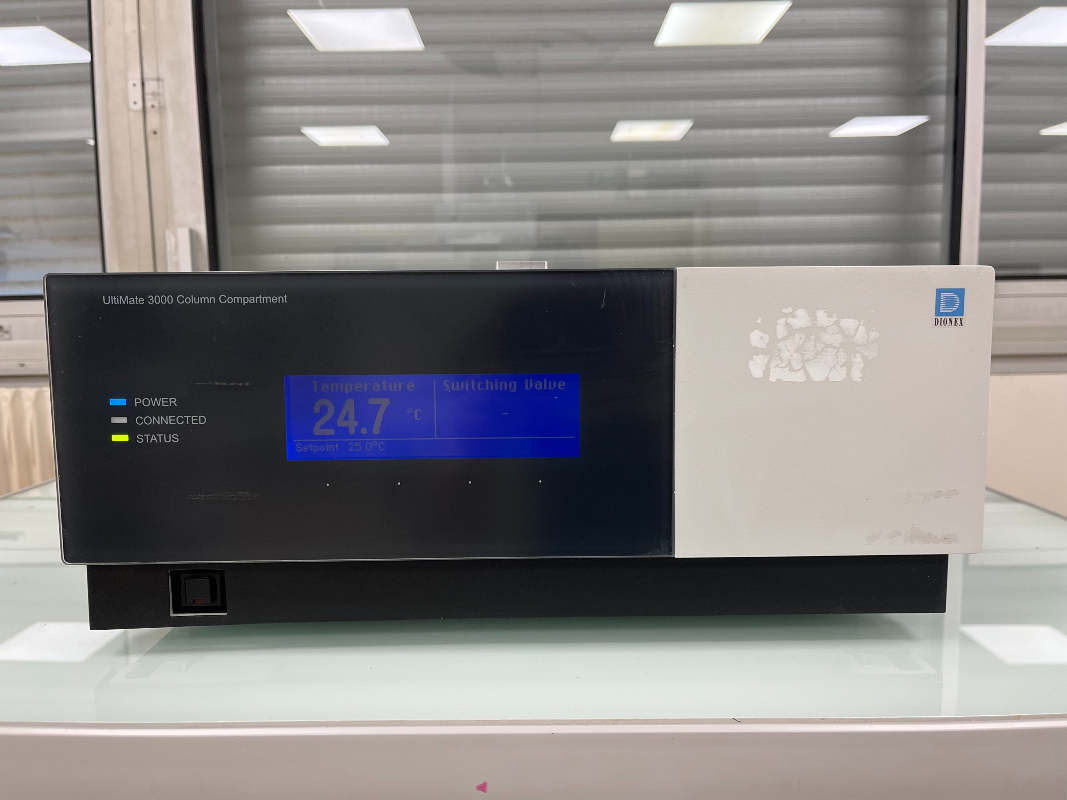 UltiMate 3000 Column Compartment
DIONEX
POWER
CONNECTED
STATUS
Temperature
24.7 °C
Setpoint: 25.0°C
Switching Valve
-